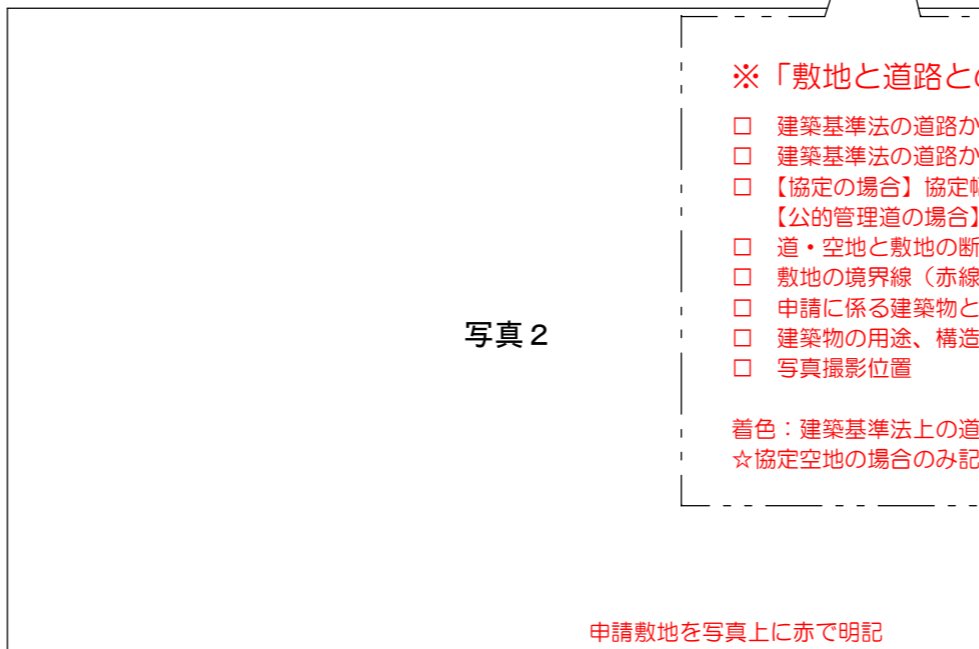 ※「敷地と道路と
□ 建築基準法の道路か
□ 建築基準法の道路か
□ 【協定の場合】協定
【公的管理道の場合】
□ 道・空地と敷地の断
□ 敷地の境界線（赤線
□ 申請に係る建築物と
□ 建築物の用途、構造
□ 写真撮影位置
着色：建築基準法上の道
☆協定空地の場合のみ記
写真２
申請敷地を写真上に赤で明記